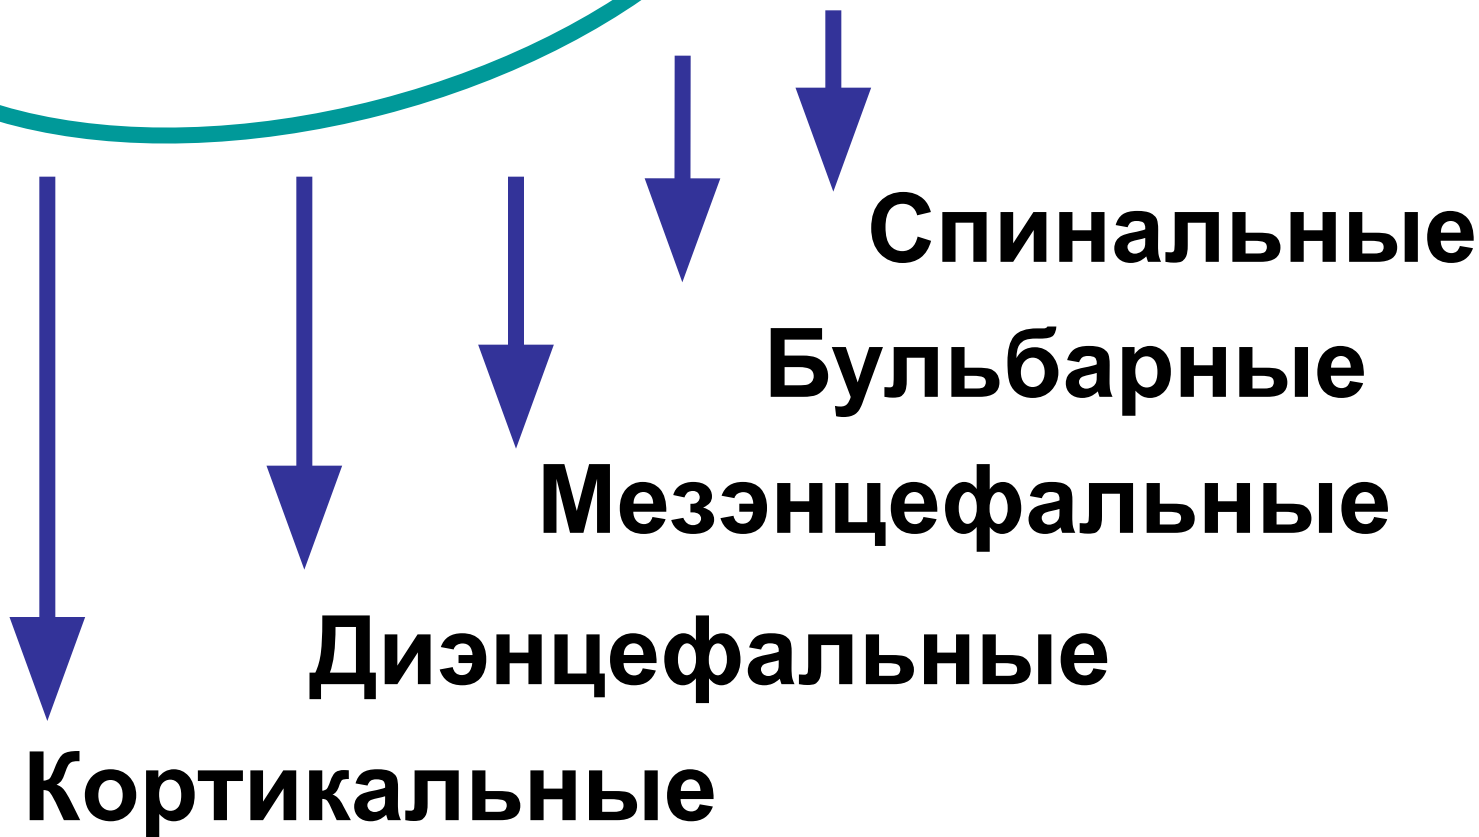 Спинальные
Бульбарные
Мезэнцефальные
Диэнцефальные
Кортикальные